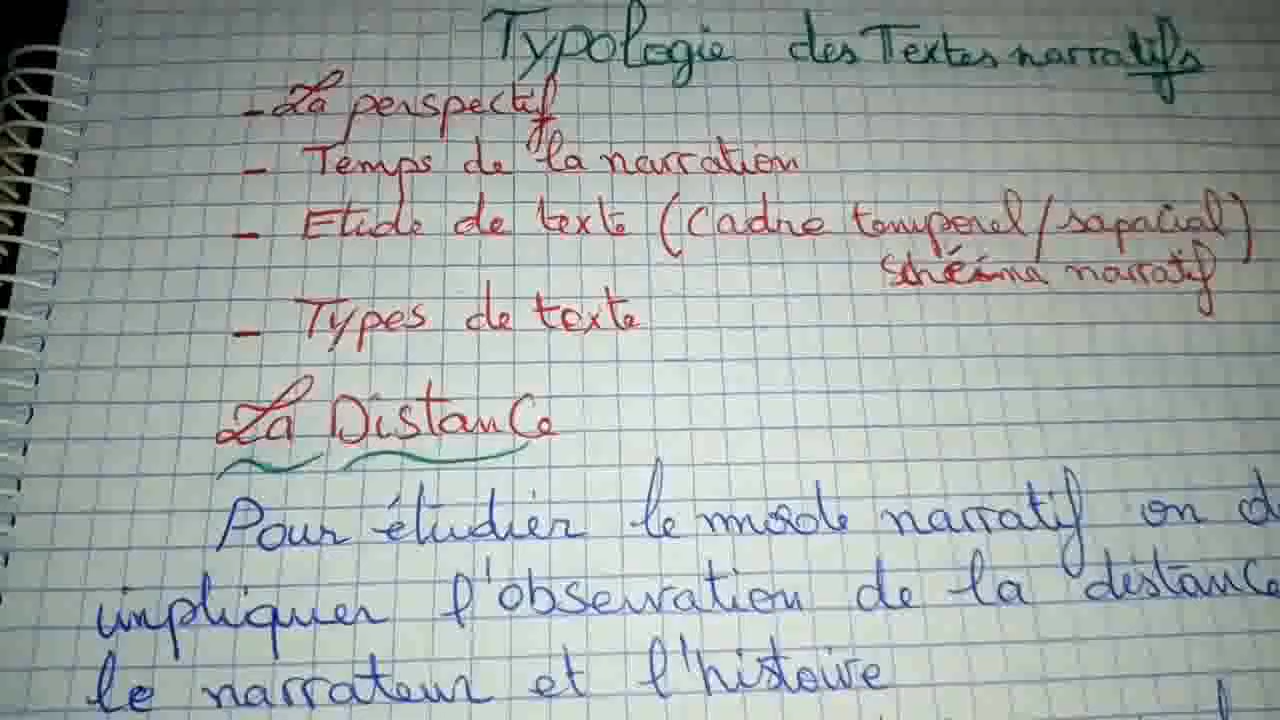 Typologie des Textes narratifs
- La perspectif
- Temps de la narration
- Etude de texte (Cadre temporel/sapacial)
schéima narratif
- Types de texte
La Distance
Pour étudier le mode narratif on d
impliquer l'observation de la distance
le narrateur et l'histoire